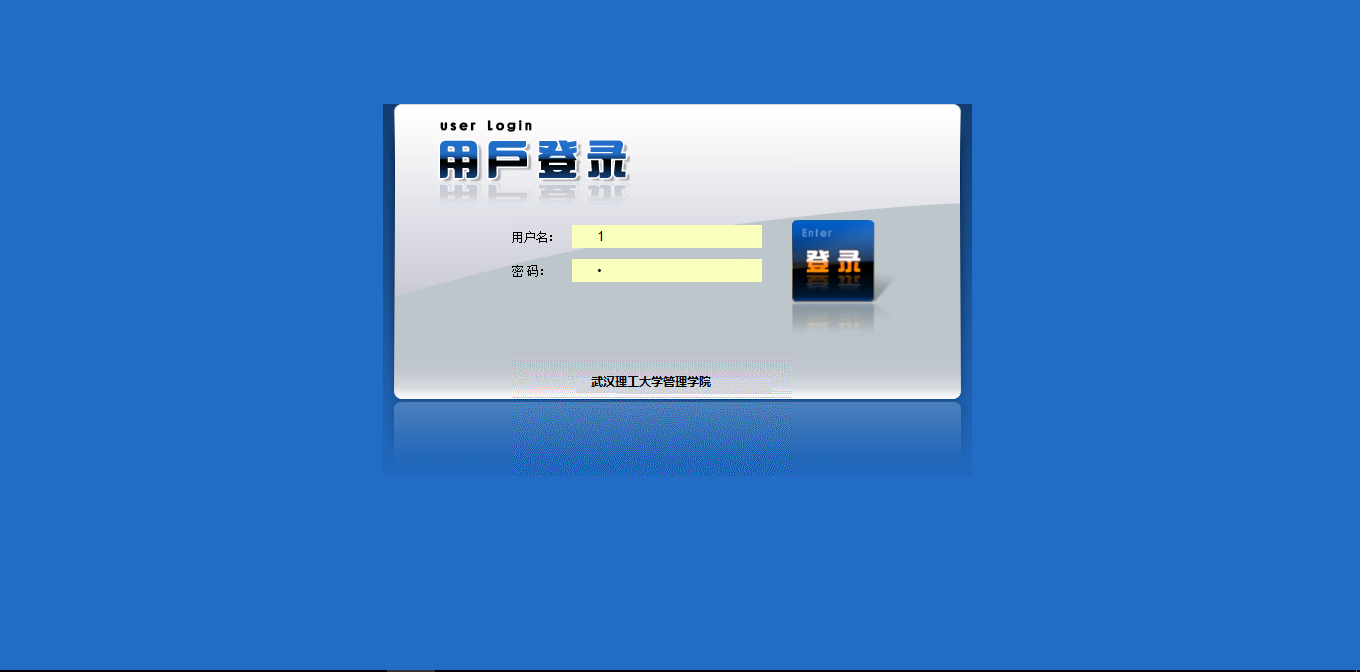 user Login
用戶登录
用户名： 1
Enter
登录
密 码： •
武汉理工大学管理学院